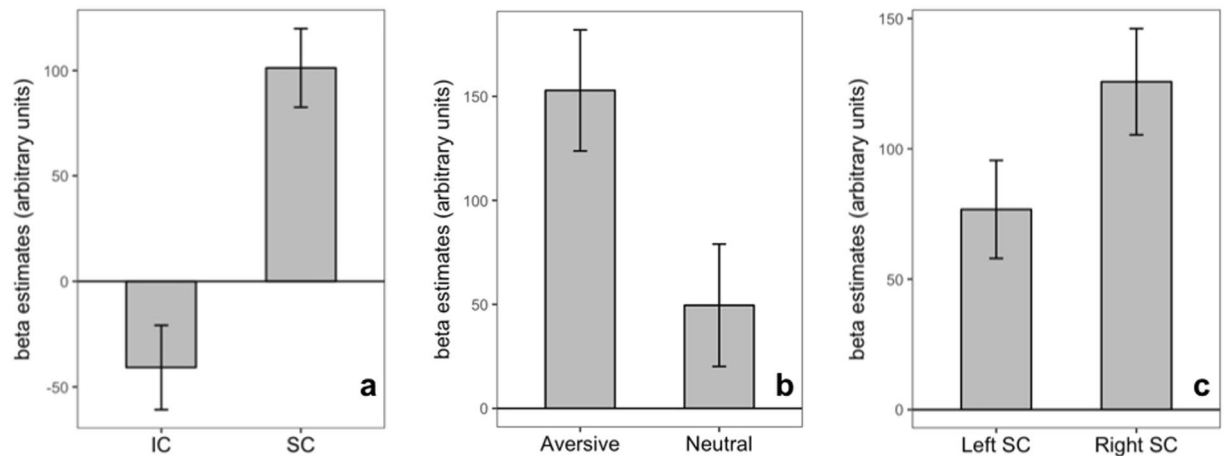 beta estimates (arbitrary units)
100
50
0
-50
IC SC
a
beta estimates (arbitrary units)
150
100
50
0
Aversive Neutral
b
beta estimates (arbitrary units)
150
100
50
0
Left SC Right SC
c